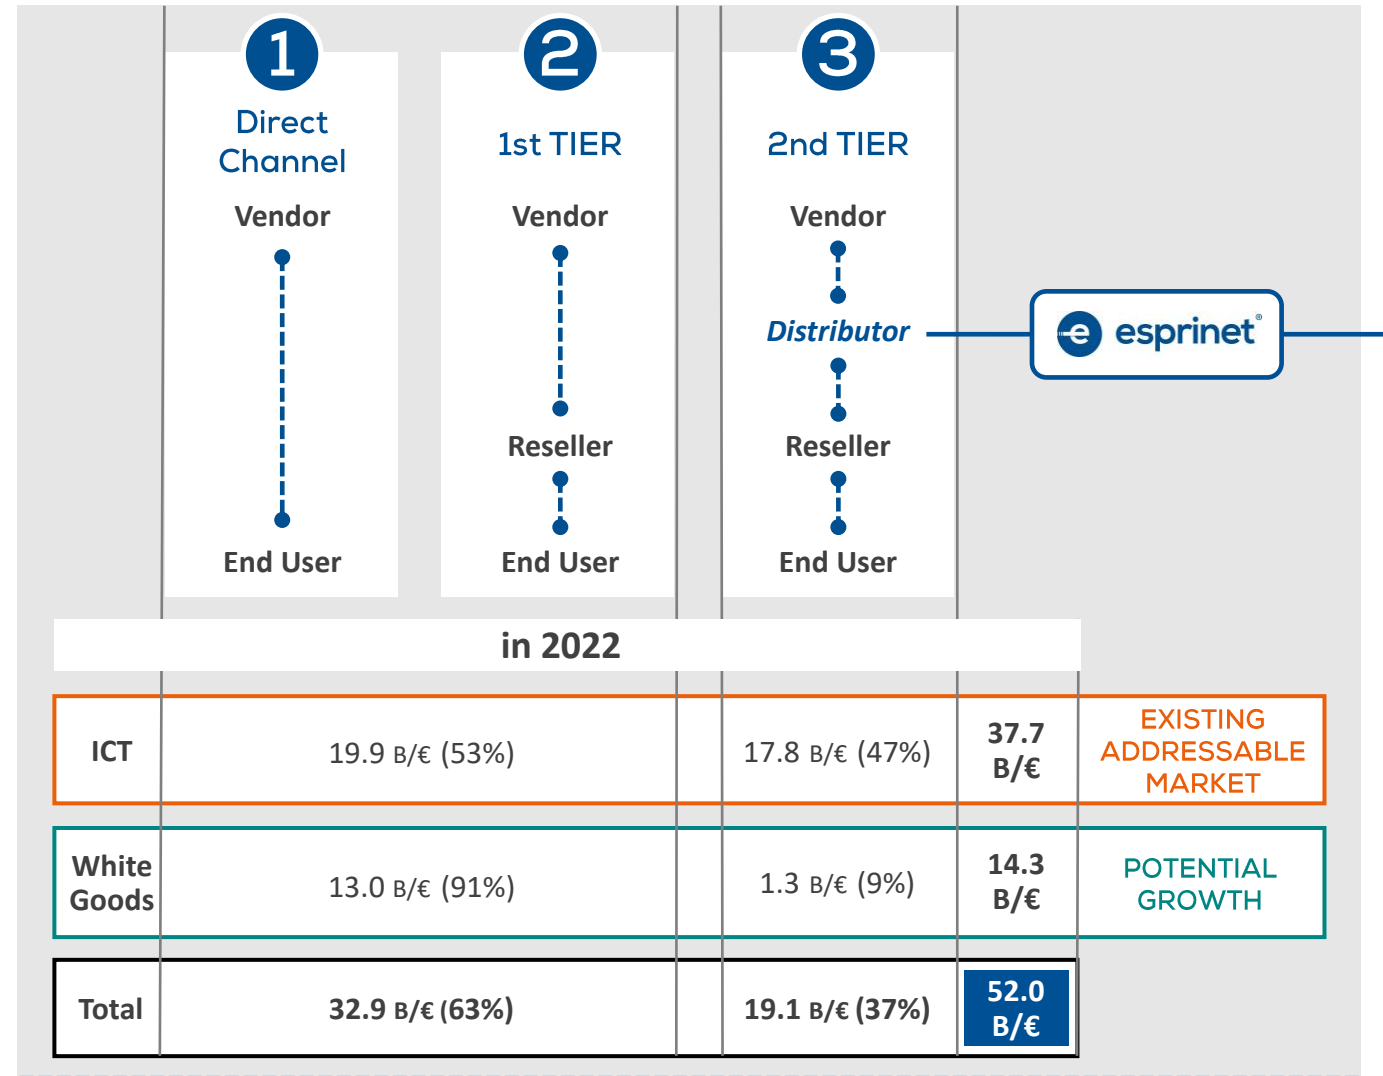 1
Direct
Channel
Vendor
End User
2
1st TIER
Vendor
Reseller
End User
3
2nd TIER
Vendor
Distributor
Reseller
End User
e esprinet®
in 2022
ICT
19.9 B/€ (53%)
17.8 B/€ (47%)
37.7
B/€
EXISTING
ADDRESSABLE
MARKET
White
Goods
13.0 B/€ (91%)
1.3 B/€ (9%)
14.3
B/€
POTENTIAL
GROWTH
Total
32.9 B/€ (63%)
19.1 B/€ (37%)
52.0
B/€